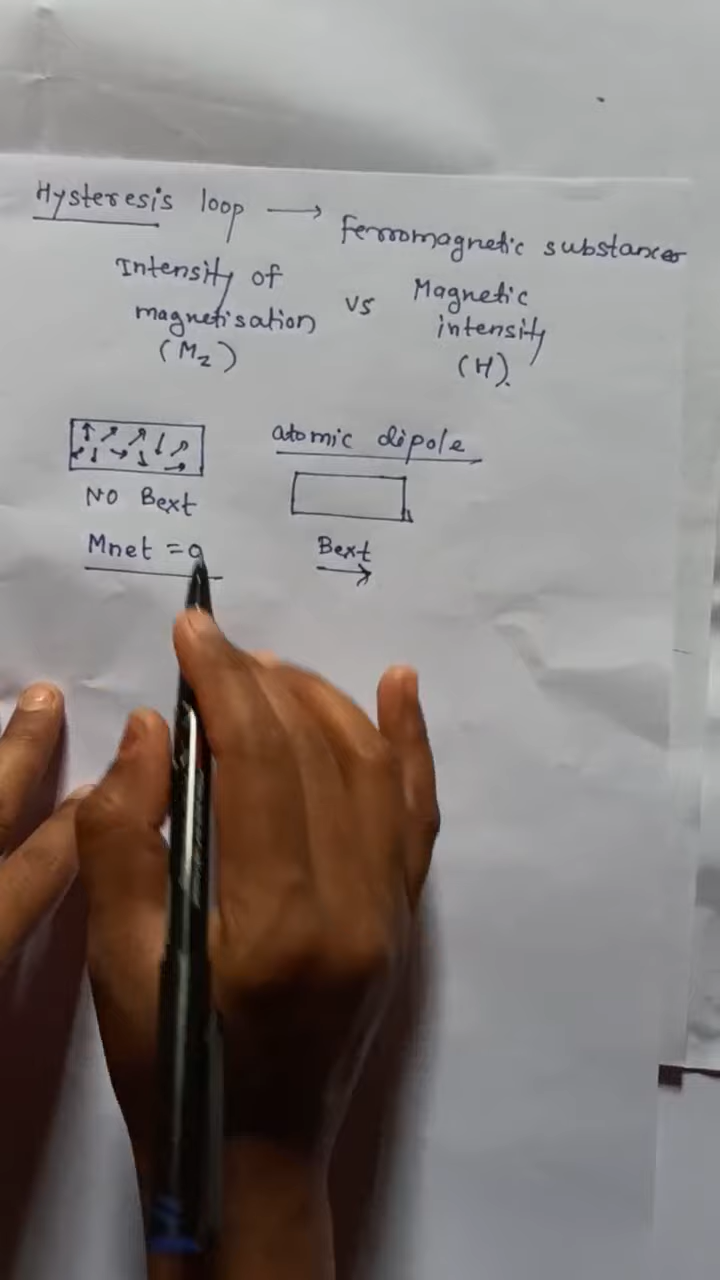 Hysteresis loop → ferromagnetic substances
Intensity of magnetisation (Mz) vs Magnetic intensity (H).
atomic dipole
NO Bext
Mnet = 0
Bext